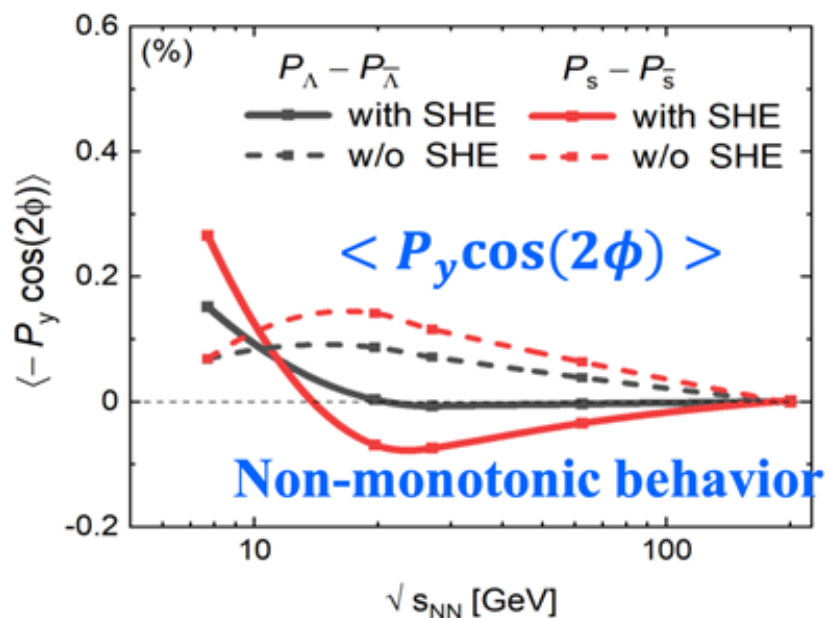 0.6
(%)
P_Λ − P_Λ̅ P_s − P_s̅
with SHE with SHE
w/o SHE w/o SHE
0.4
< P_y cos(2ϕ) >
0.2
⟨− P_y cos(2ϕ)⟩
0
Non-monotonic behavior
-0.2
10 100
√ s_NN [GeV]